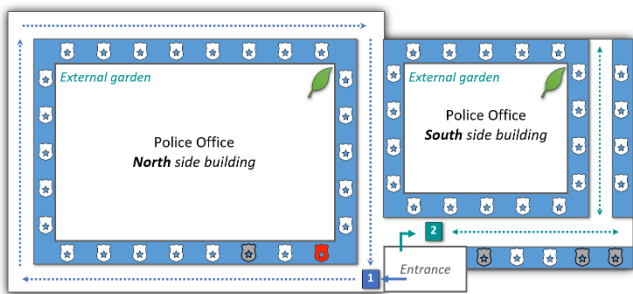 External garden
Police Office
North side building
External garden
Police Office
South side building
2
1
Entrance